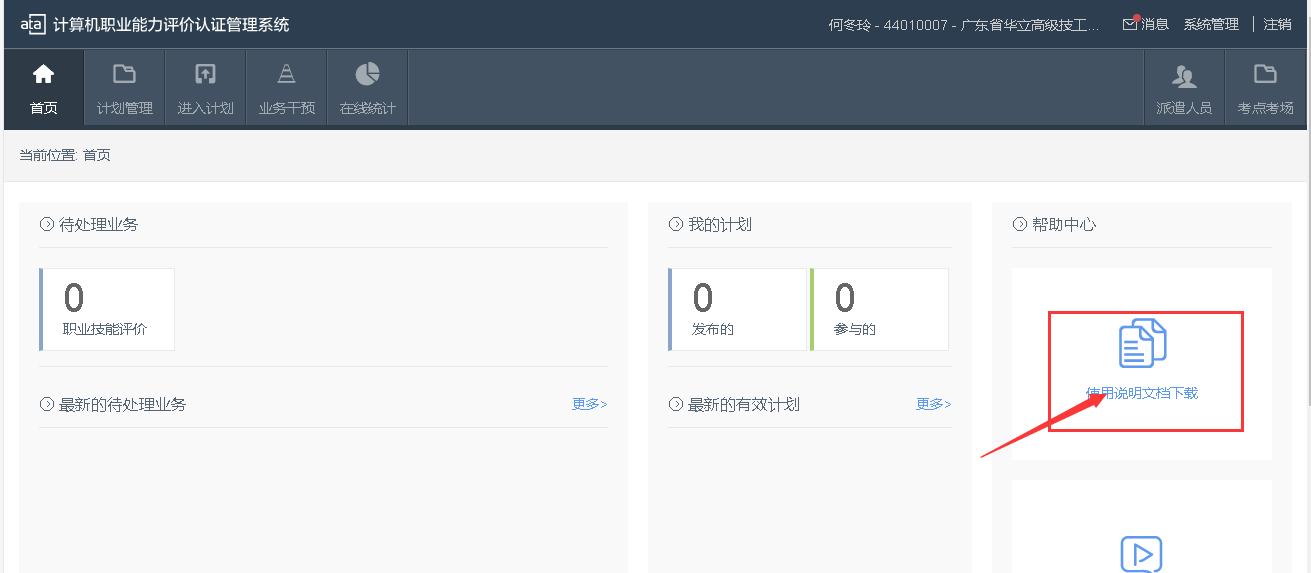 ata 计算机职业能力评价认证管理系统
何冬玲 - 44010007 - 广东省华立高级技工... 消息 系统管理 | 注销
首页 计划管理 进入计划 业务干预 在线统计 派遣人员 考点考场
当前位置: 首页
待处理业务
0
职业技能评价
最新的待处理业务 更多>
我的计划
0 0
发布的 参与的
最新的有效计划 更多>
帮助中心
使用说明文档下载